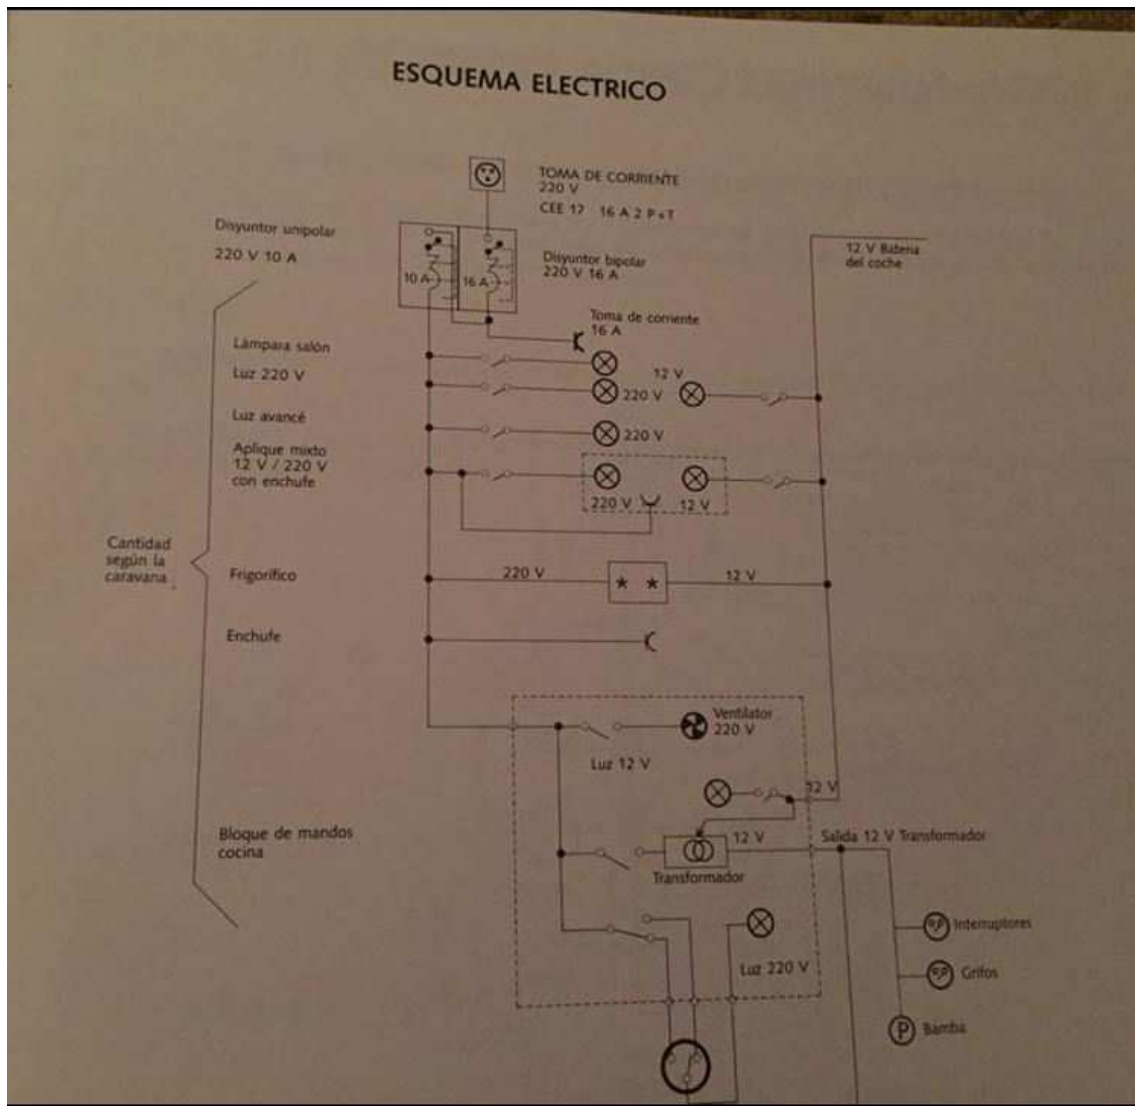 ESQUEMA ELECTRICO
TOMA DE CORRIENTE
220 V
CEE 17 16 A 2 P+T
Disyuntor unipolar
220 V 10 A
12 V Bateria
del coche
Disyuntor bipolar
220 V 16 A
10 A
16 A
Toma de corriente
16 A
Lámpara salón
Luz 220 V
12 V
220 V
Luz avancé
220 V
Aplique mixto
12 V / 220 V
con enchufe
220 V
12 V
Cantidad
según la
caravana
Frigorífico
220 V
12 V
Enchufe
Ventilator
220 V
Luz 12 V
12 V
Bloque de mandos
cocina
12 V
Salida 12 V Transformador
Transformador
Interruptores
Luz 220 V
Grifos
P
Bamba